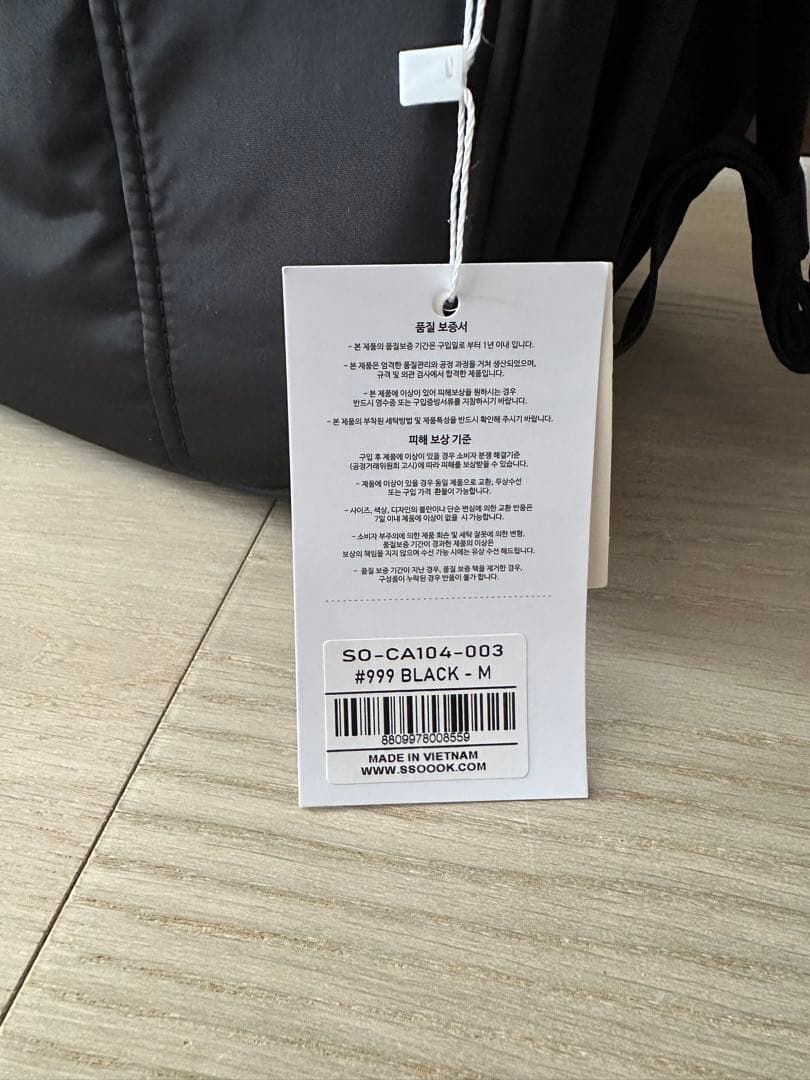 품질 보증서
- 본 제품의 품질보증 기간은 구입일로 부터 1년 이내 입니다.
- 본 제품은 엄격한 품질관리와 공정 과정을 거쳐 생산되었으며,
규격 및 외관 검사에서 합격한 제품입니다.
- 본 제품에 이상이 있어 피해보상을 원하시는 경우
반드시 영수증 또는 구입증빙서류를 지참하시기 바랍니다.
- 본 제품의 부착된 세탁방법 및 제품특성을 반드시 확인해 주시기 바랍니다.
피해 보상 기준
구입 후 제품에 이상이 있을 경우 소비자 분쟁 해결기준
(공정거래위원회 고시)에 따라 피해를 보상받을 수 있습니다.
- 제품에 이상이 있을 경우 동일 제품으로 교환, 무상수선
또는 구입 가격 환불이 가능합니다.
- 사이즈, 색상, 디자인의 불만이나 단순 변심에 의한 교환 반품은
7일 이내 제품에 이상이 없을 시 가능합니다.
- 소비자 부주의에 의한 제품 훼손 및 세탁 잘못에 의한 변형,
품질보증 기간이 경과한 제품의 이상은
보상의 책임을 지지 않으며 수선 가능 시에는 유상 수선 해드립니다.
- 품질 보증 기간이 지난 경우, 품질 보증 택을 제거한 경우,
구성품이 누락된 경우 반품이 불가 합니다.
SO-CA104-003
#999 BLACK - M
8809978008559
MADE IN VIETNAM
WWW.SSOOOK.COM